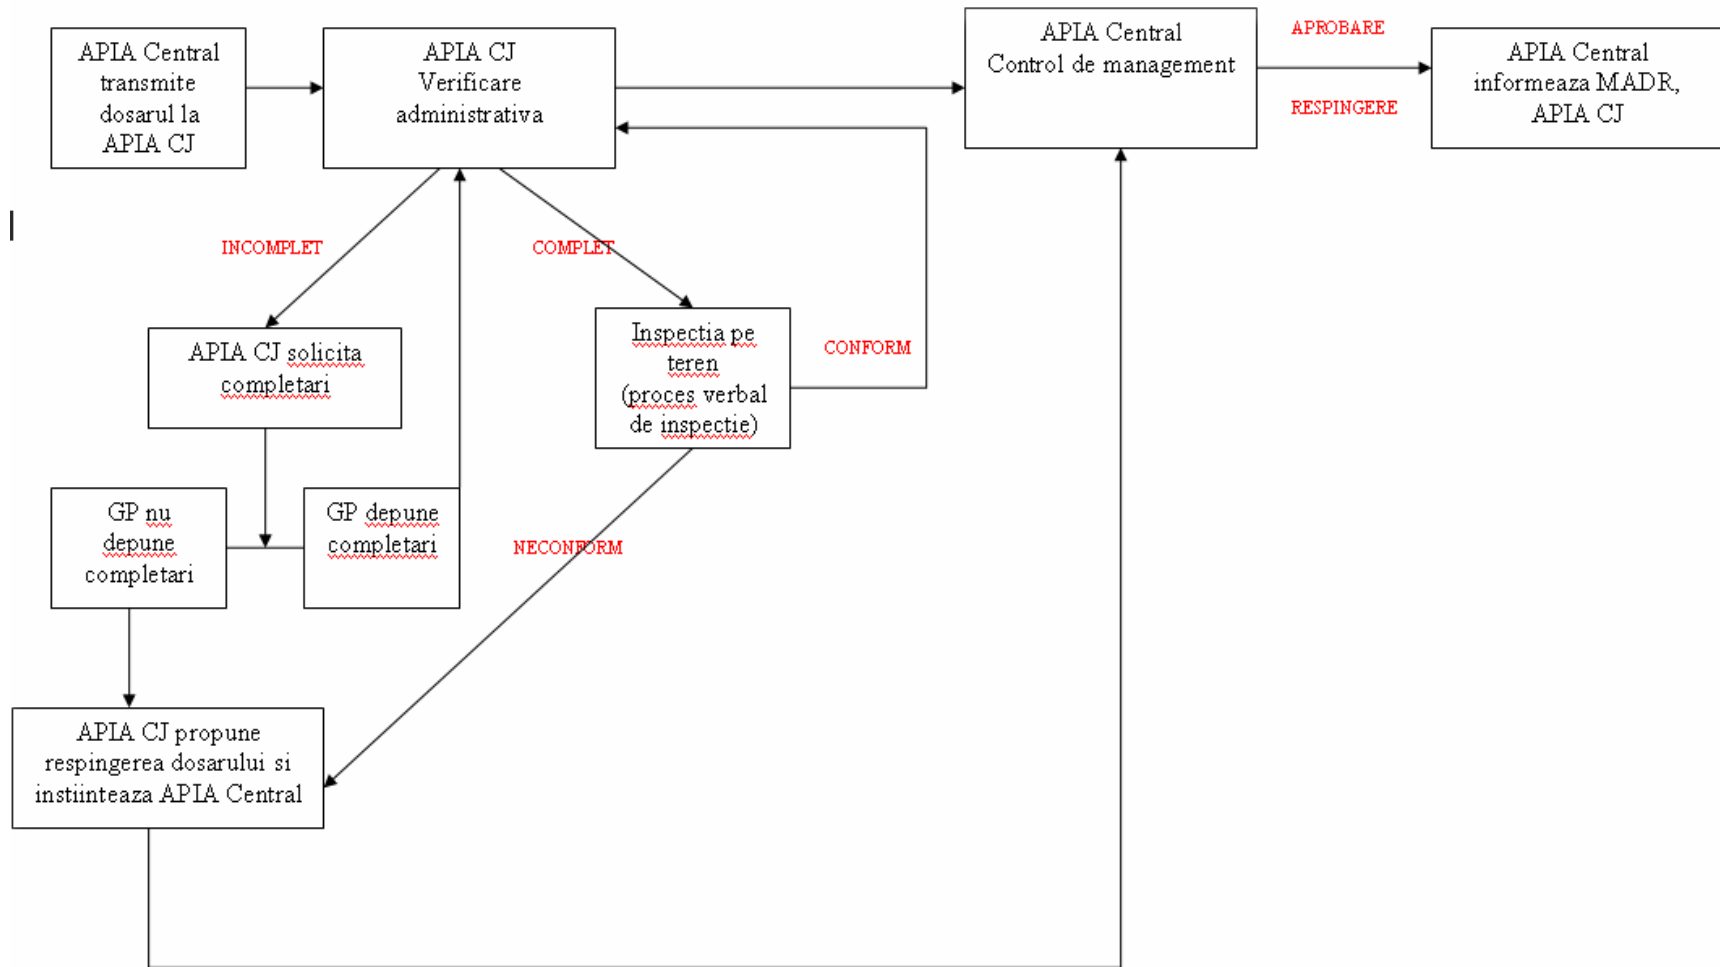 APIA Central
transmite
dosarul la
APIA CJ
APIA CJ
Verificare
administrativa
APIA Central
Control de management
APROBARE
RESPINGERE
APIA Central
informeaza MADR,
APIA CJ
INCOMPLET
COMPLET
APIA CJ solicita
completari
Inspectia pe
teren
(proces verbal
de inspectie)
CONFORM
GP nu
depune
completari
GP depune
completari
NECONFORM
APIA CJ propune
respingerea dosarului si
instiinteaza APIA Central